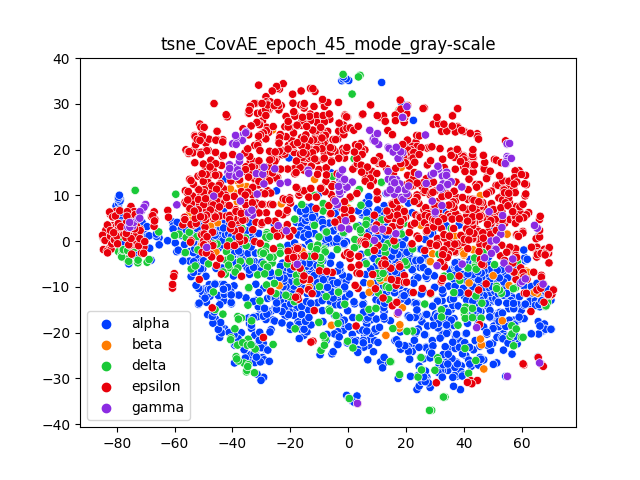 tsne_CovAE_epoch_45_mode_gray-scale
40
30
20
10
0
−10
−20
−30
−40
−80 −60 −40 −20 0 20 40 60
alpha
beta
delta
epsilon
gamma